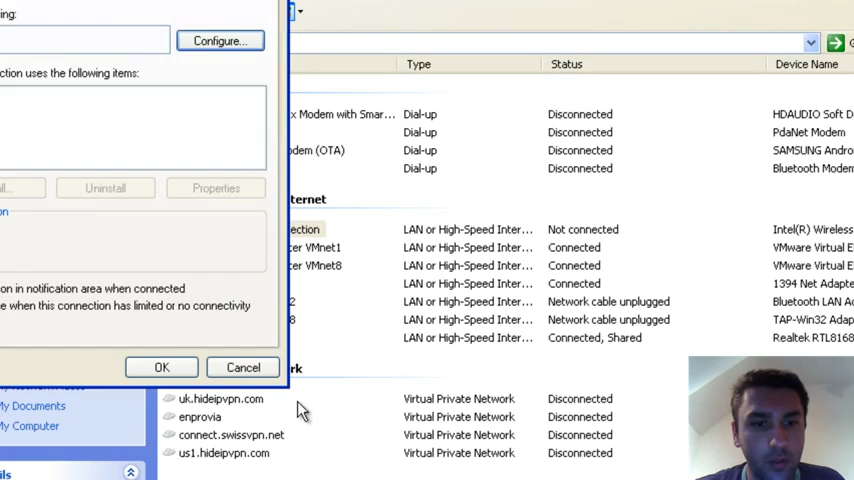 ing:
Configure...
ction uses the following items:
ll...
Uninstall
Properties
on
on in notification area when connected
e when this connection has limited or no connectivity
OK
Cancel
G
Type
Status
Device Name
x Modem with Smar...
Dial-up
Disconnected
HDAUDIO Soft D
Dial-up
Disconnected
PdaNet Modem
odem (OTA)
Dial-up
Disconnected
SAMSUNG Andro
Dial-up
Disconnected
Bluetooth Modem
ternet
ection
LAN or High-Speed Inter...
Not connected
Intel(R) Wireless
ter VMnet1
LAN or High-Speed Inter...
Connected
VMware Virtual E
ter VMnet8
LAN or High-Speed Inter...
Connected
VMware Virtual E
LAN or High-Speed Inter...
Connected
1394 Net Adapte
2
LAN or High-Speed Inter...
Network cable unplugged
Bluetooth LAN Ac
8
LAN or High-Speed Inter...
Network cable unplugged
TAP-Win32 Adap
LAN or High-Speed Inter...
Connected, Shared
Realtek RTL8168
rk
uk.hideipvpn.com
Virtual Private Network
Disconnected
enprovia
Virtual Private Network
Disconnected
connect.swissvpn.net
Virtual Private Network
Disconnected
us1.hideipvpn.com
Virtual Private Network
Disconnected
My Documents
My Computer
ils